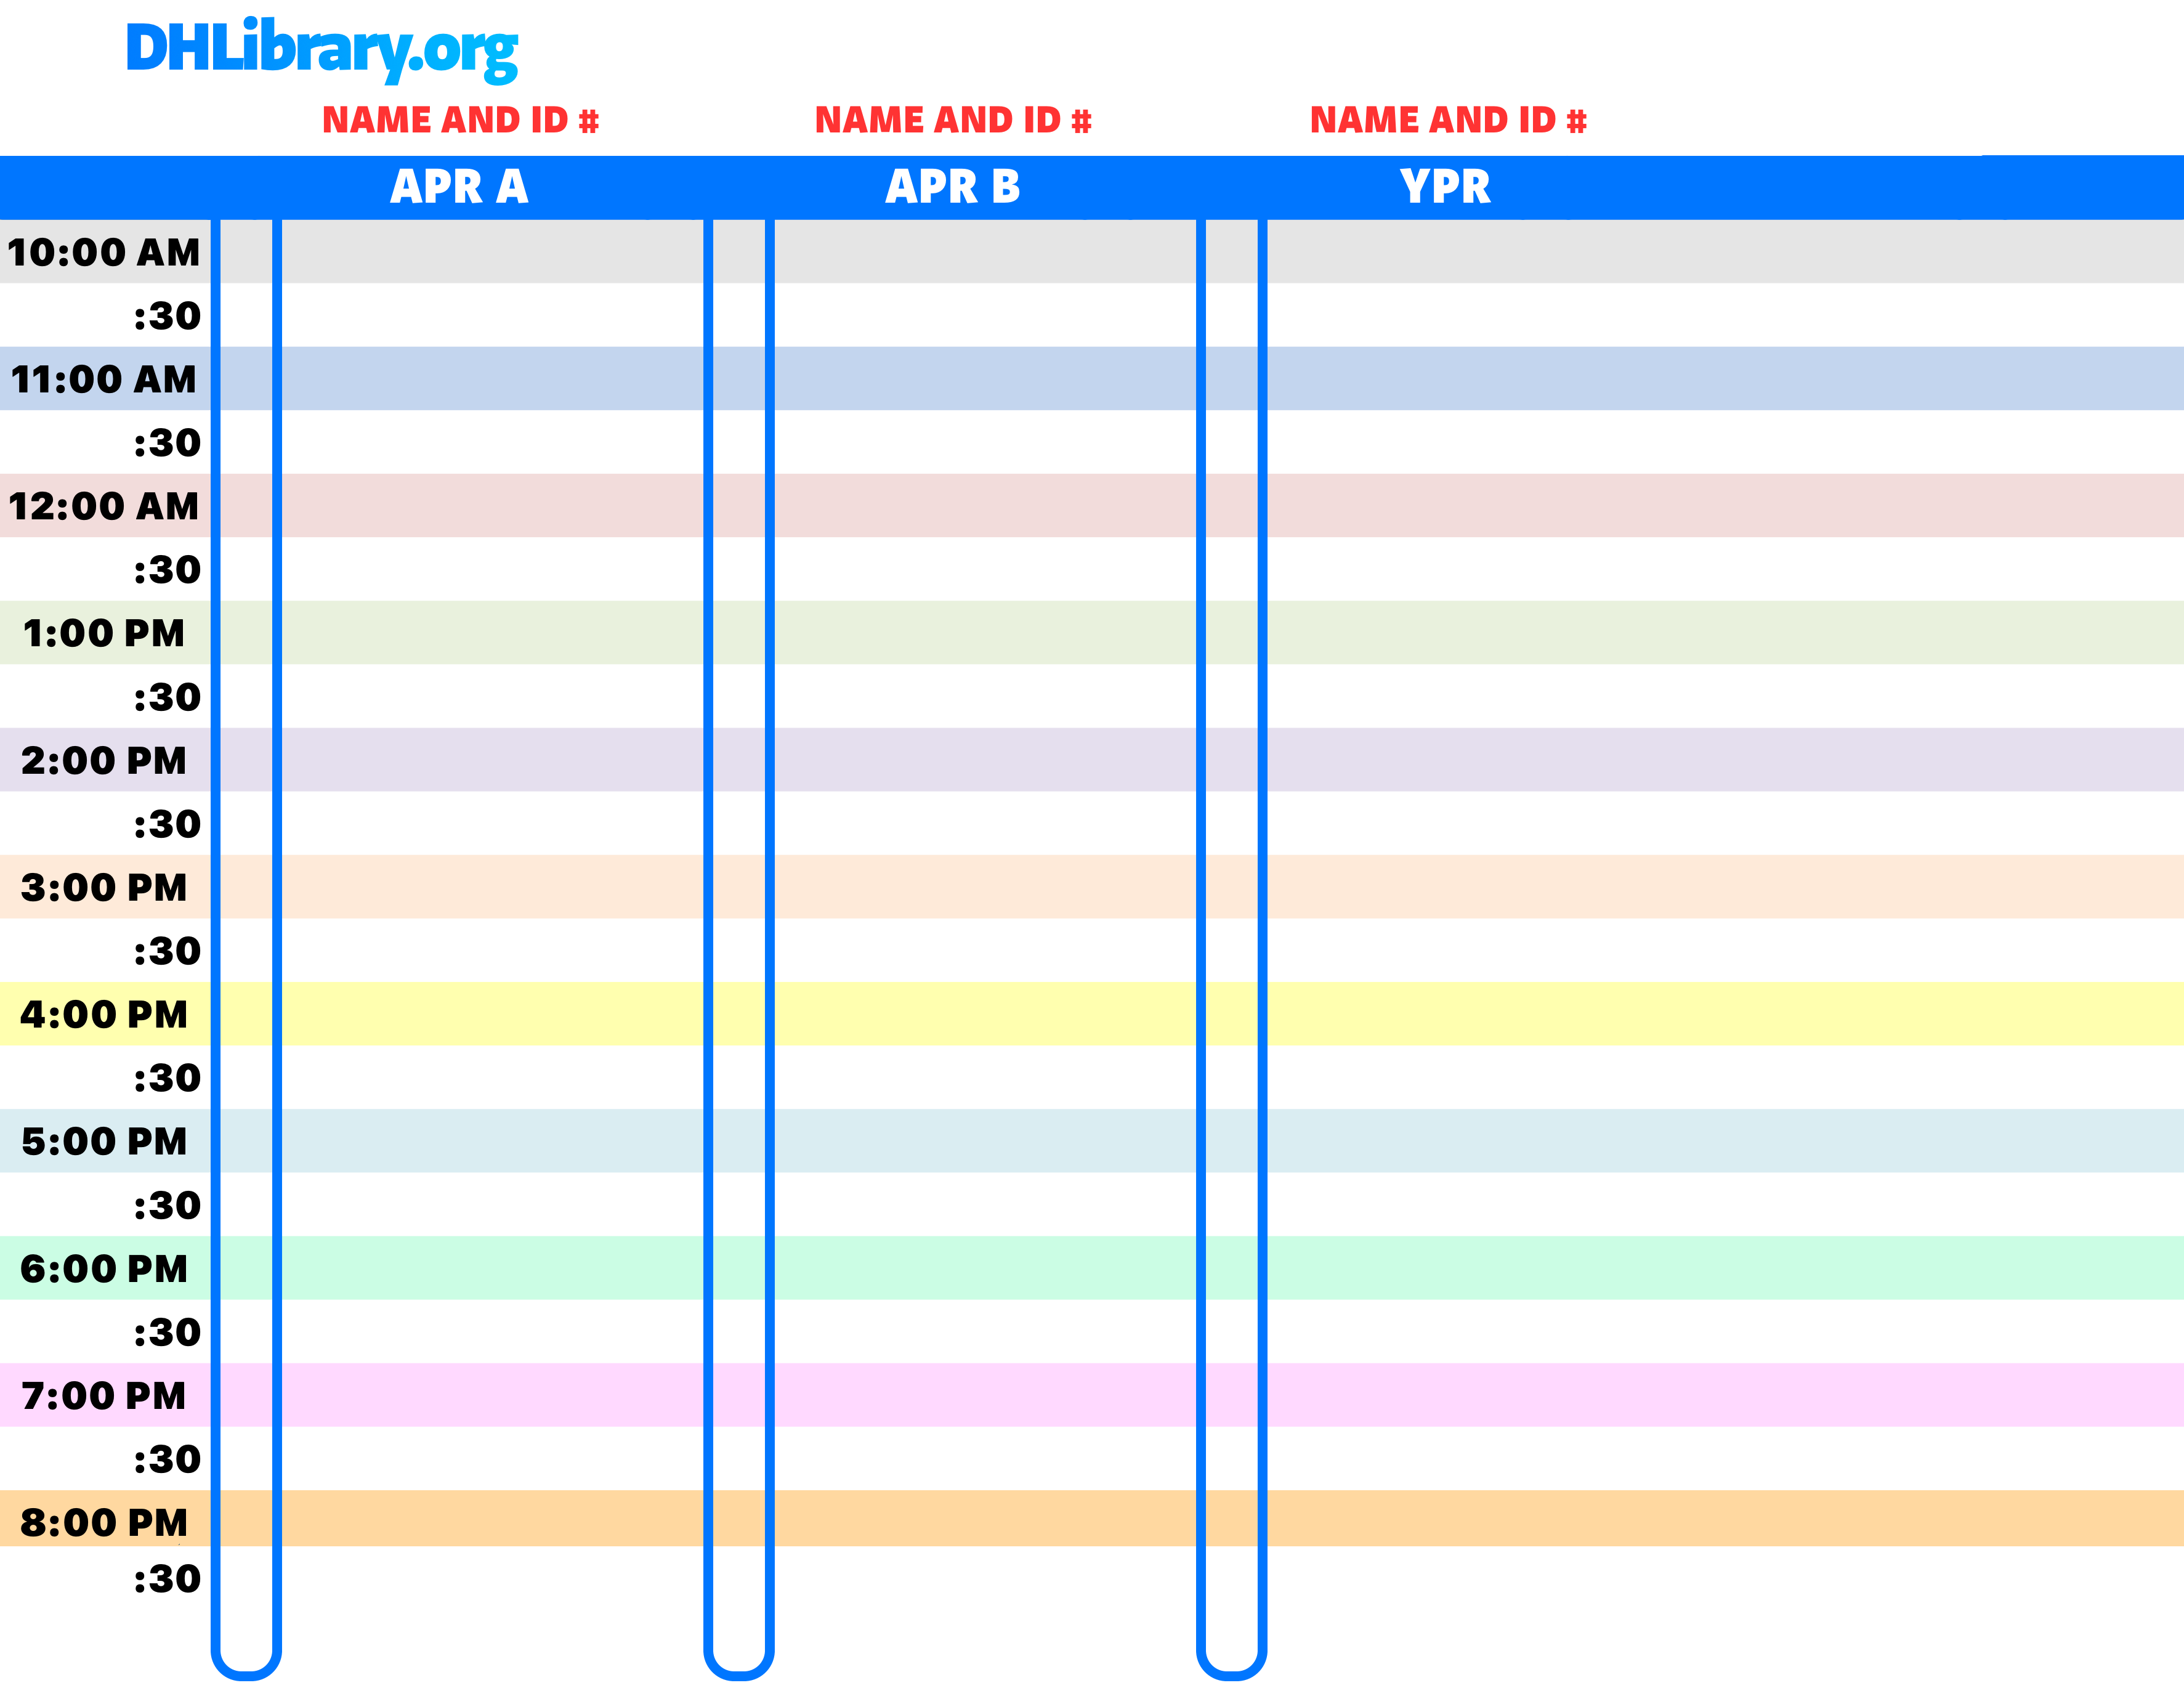 DHLibrary.org
NAME AND ID # NAME AND ID # NAME AND ID #
APR A APR B YPR
10:00 AM
:30
11:00 AM
:30
12:00 AM
:30
1:00 PM
:30
2:00 PM
:30
3:00 PM
:30
4:00 PM
:30
5:00 PM
:30
6:00 PM
:30
7:00 PM
:30
8:00 PM
:30